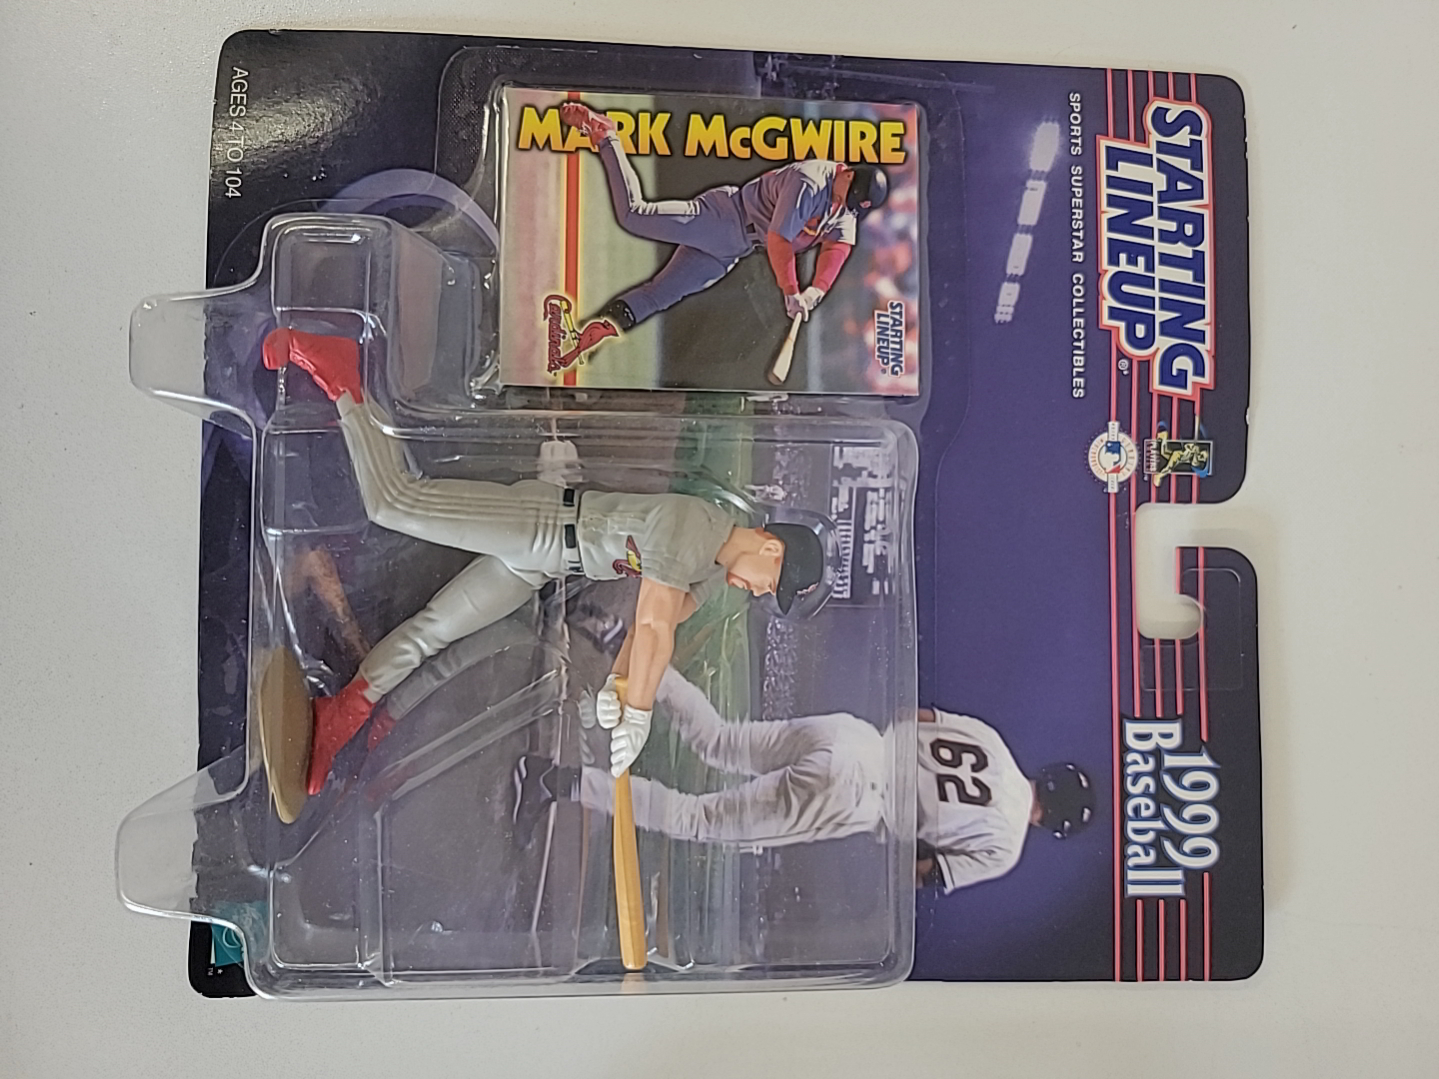 STARTING
LINEUP®
SPORTS SUPERSTAR COLLECTIBLES
1999
Baseball
62
MARK McGWIRE
STARTING
LINEUP®
Cardinals
AGES 4 TO 104